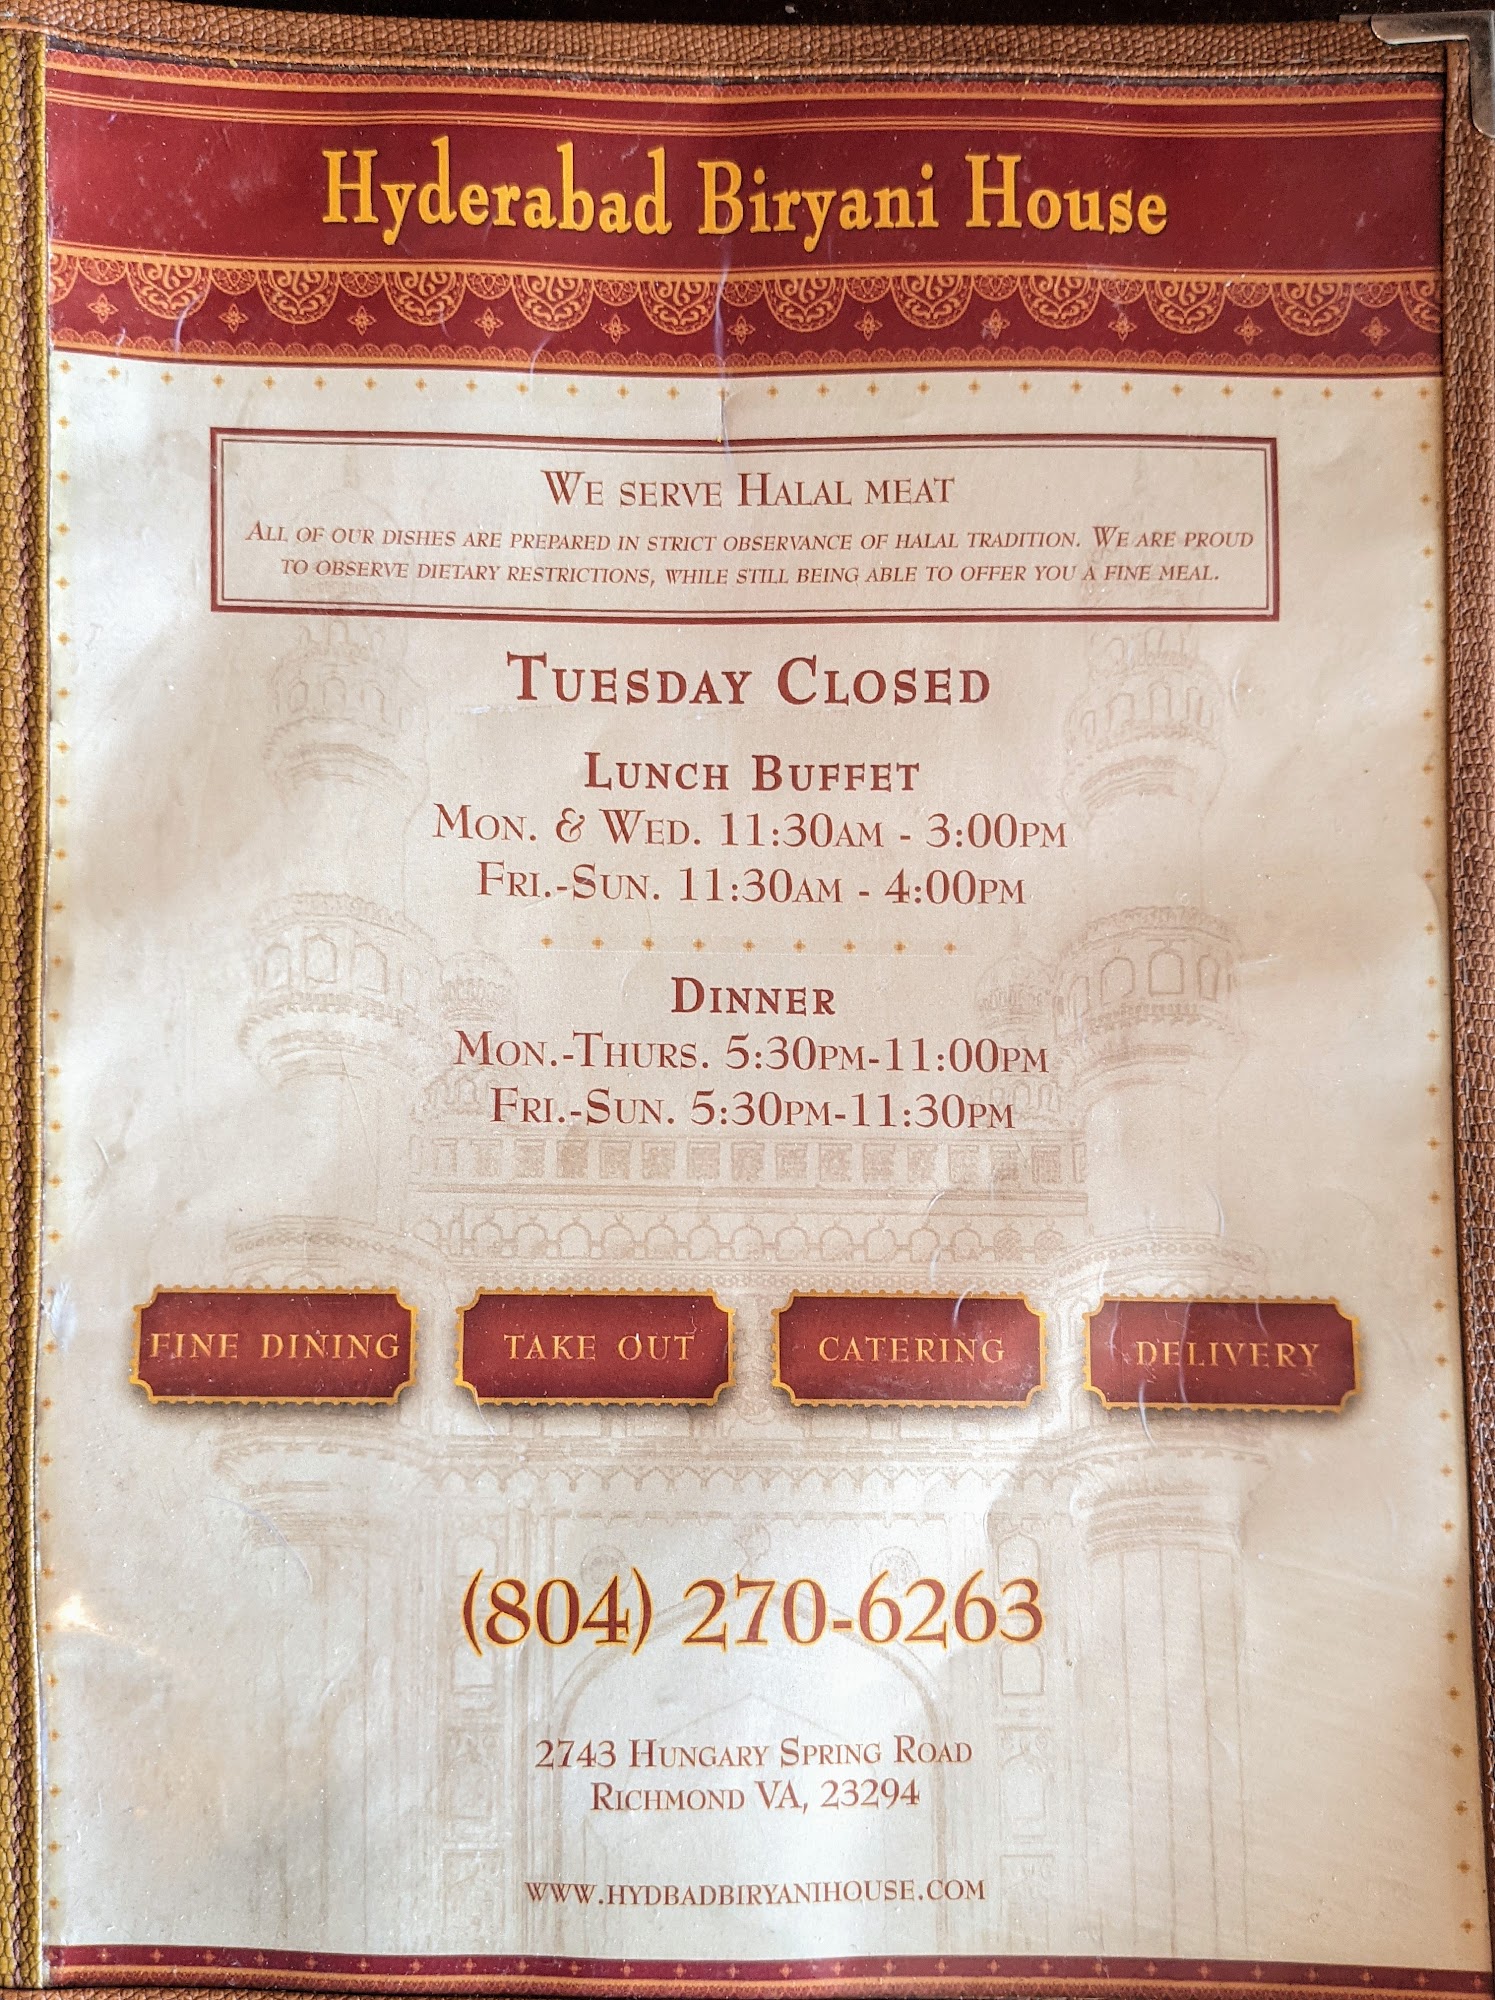 Hyderabad Biryani House
We serve Halal meat
All of our dishes are prepared in strict observance of halal tradition. We are proud
to observe dietary restrictions, while still being able to offer you a fine meal.
Tuesday Closed
Lunch Buffet
Mon. & Wed. 11:30am - 3:00pm
Fri.-Sun. 11:30am - 4:00pm
Dinner
Mon.-Thurs. 5:30pm-11:00pm
Fri.-Sun. 5:30pm-11:30pm
FINE DINING TAKE OUT CATERING DELIVERY
(804) 270-6263
2743 Hungary Spring Road
Richmond VA, 23294
www.hydbadbiryanihouse.com